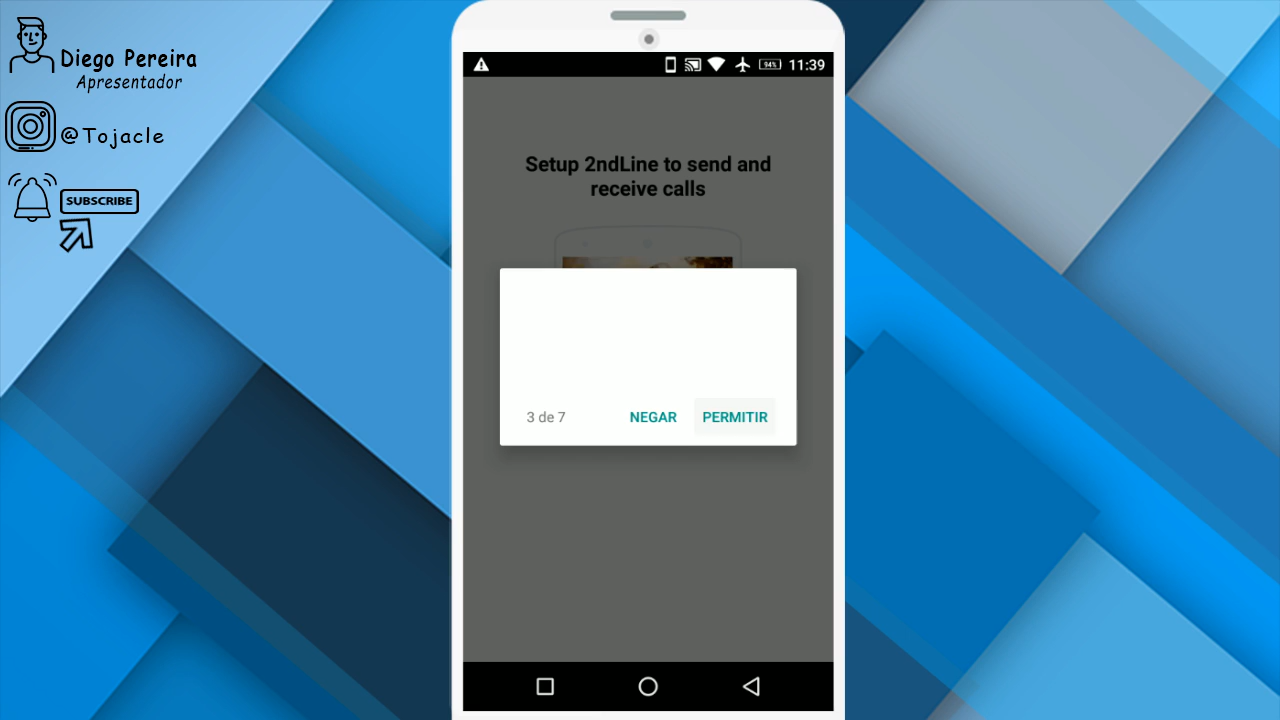 Diego Pereira
Apresentador
@Tojacle
SUBSCRIBE
94%
11:39
Setup 2ndLine to send and
receive calls
3 de 7
NEGAR
PERMITIR